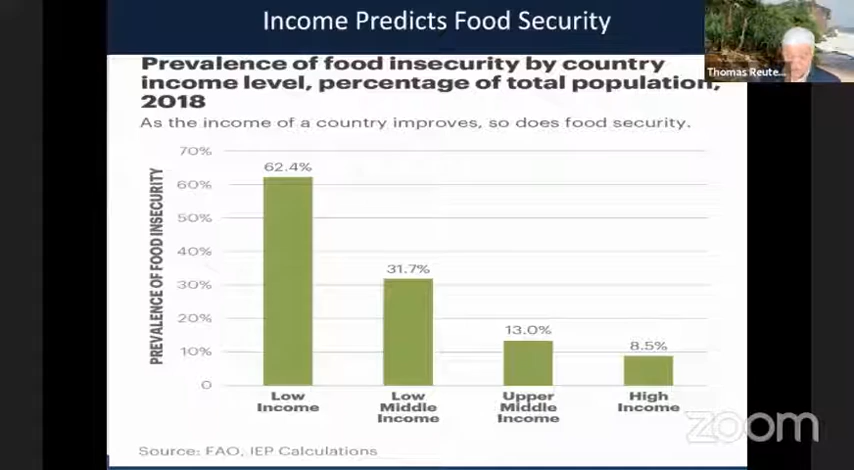 Income Predicts Food Security
Thomas Reute...
Prevalence of food insecurity by country
income level, percentage of total population,
2018
As the income of a country improves, so does food security.
PREVALENCE OF FOOD INSECURITY
70%
60%
50%
40%
30%
20%
10%
0
62.4%
31.7%
13.0%
8.5%
Low
Income
Low
Middle
Income
Upper
Middle
Income
High
Income
Source: FAO, IEP Calculations
zoom